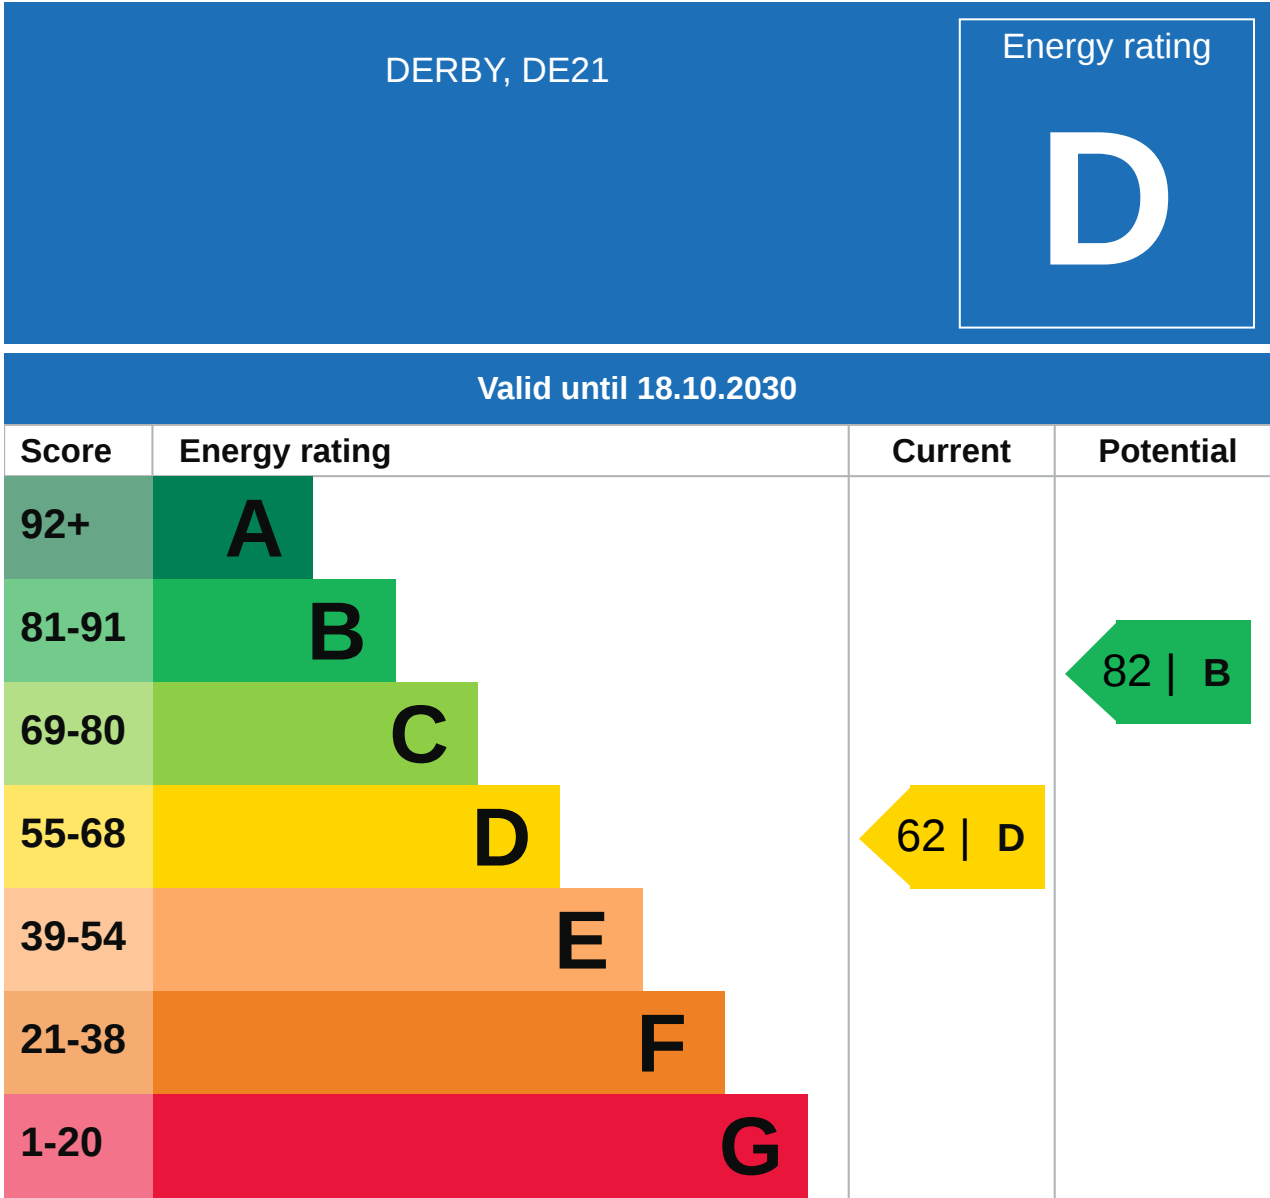 DERBY, DE21
Energy rating
D
Valid until 18.10.2030
Score Energy rating Current Potential
92+ A
81-91 B
82 | B
69-80 C
55-68 D 62 | D
39-54 E
21-38 F
1-20 G